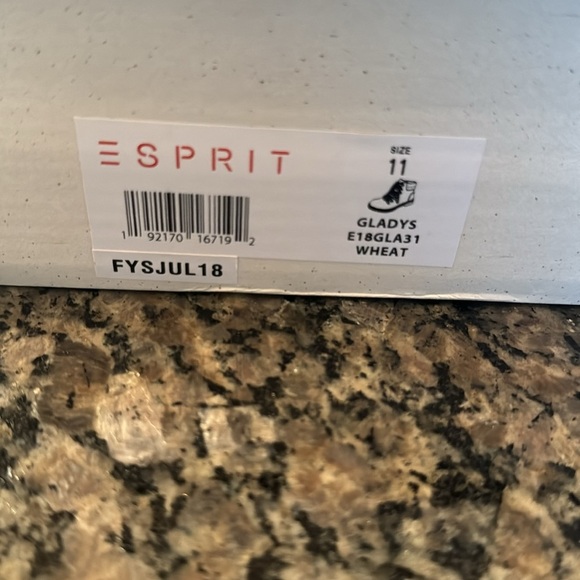 ESPRIT
1 92170 16719 2
FYSJUL18
SIZE
11
GLADYS
E18GLA31
WHEAT